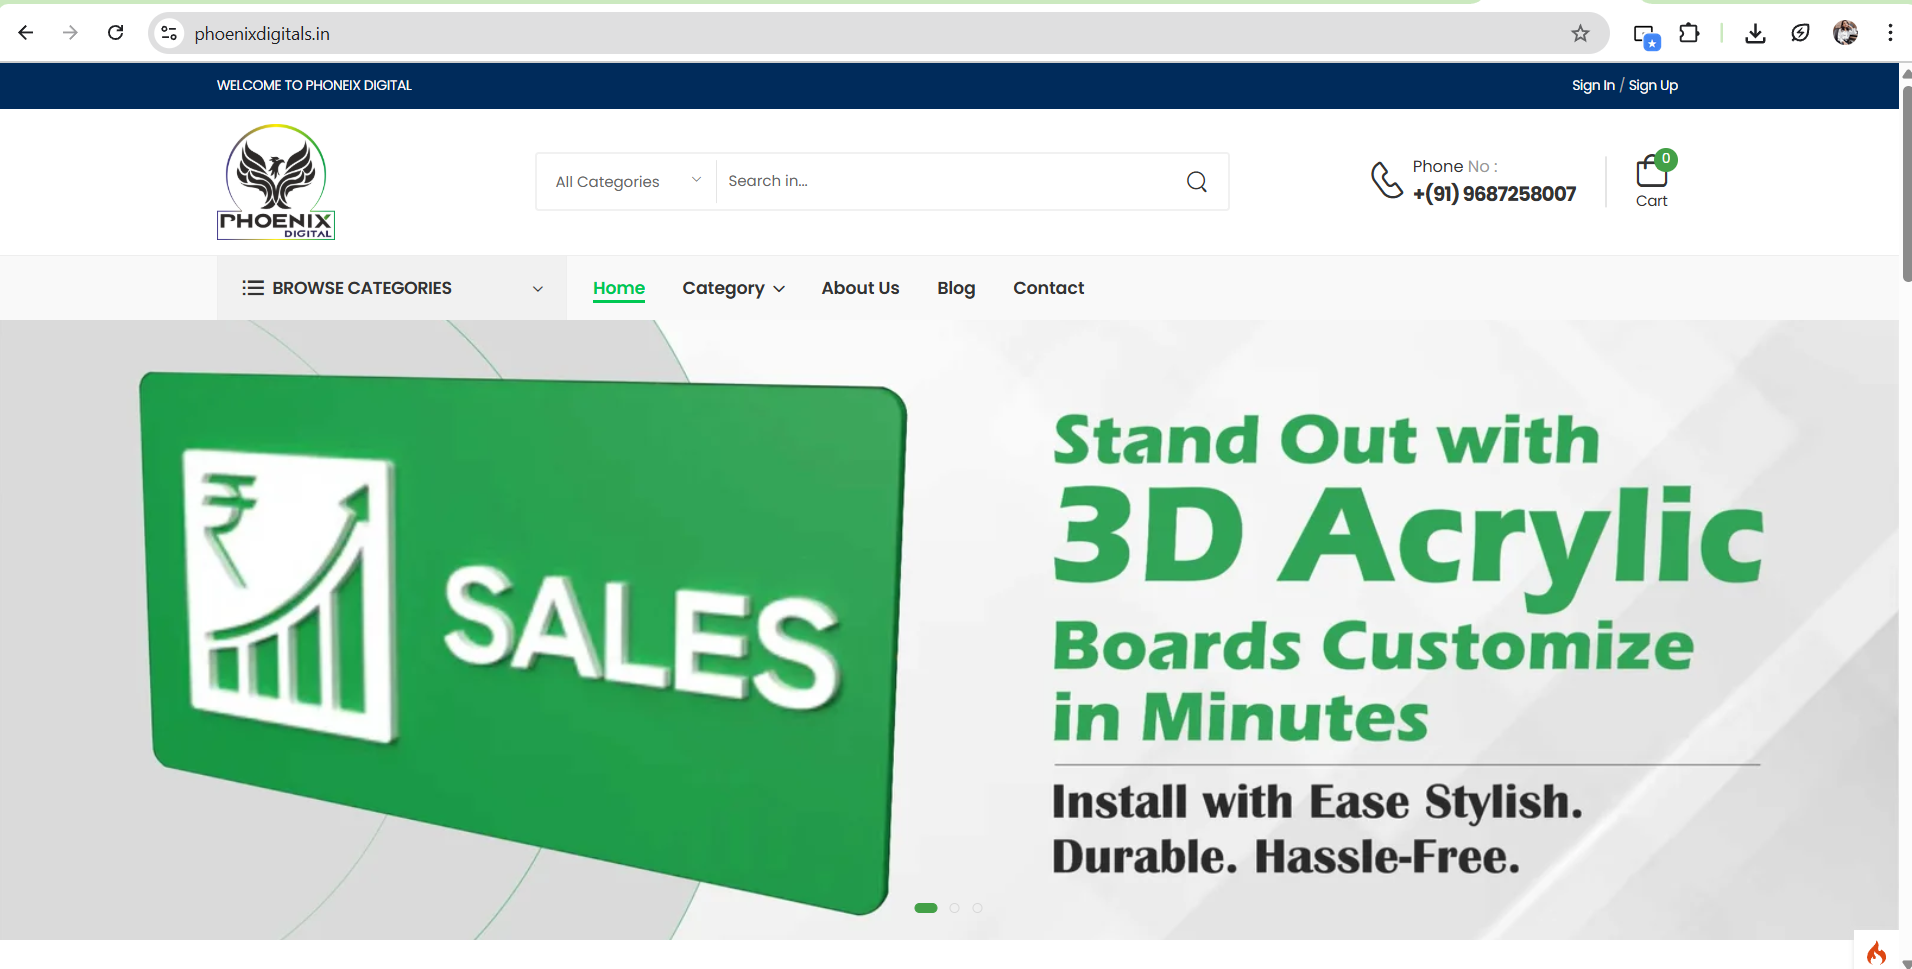 phoenixdigitals.in
WELCOME TO PHONEIX DIGITAL
Sign In / Sign Up
PHOENIX
DIGITAL
All Categories
Search in...
Phone No :
+(91) 9687258007
0
Cart
BROWSE CATEGORIES
Home
Category
About Us
Blog
Contact
₹
SALES
Stand Out with
3D Acrylic
Boards Customize
in Minutes
Install with Ease Stylish.
Durable. Hassle-Free.